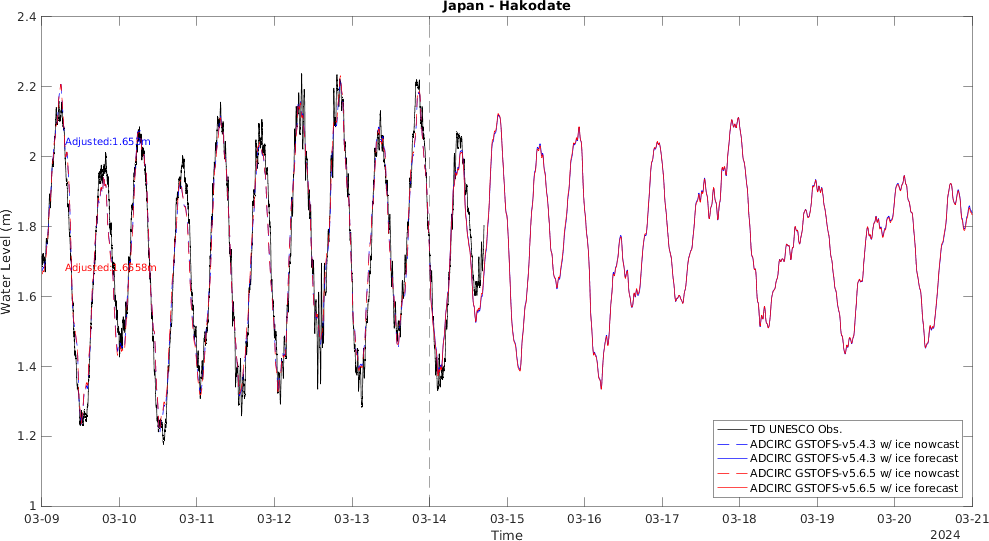 Japan - Hakodate
2.4
2.2
2
1.8
1.6
1.4
1.2
1
Water Level (m)
Adjusted:1.655m
Adjusted:1.6558m
TD UNESCO Obs.
ADCIRC GSTOFS-v5.4.3 w/ ice nowcast
ADCIRC GSTOFS-v5.4.3 w/ ice forecast
ADCIRC GSTOFS-v5.6.5 w/ ice nowcast
ADCIRC GSTOFS-v5.6.5 w/ ice forecast
03-09 03-10 03-11 03-12 03-13 03-14 03-15 03-16 03-17 03-18 03-19 03-20 03-21
Time
2024